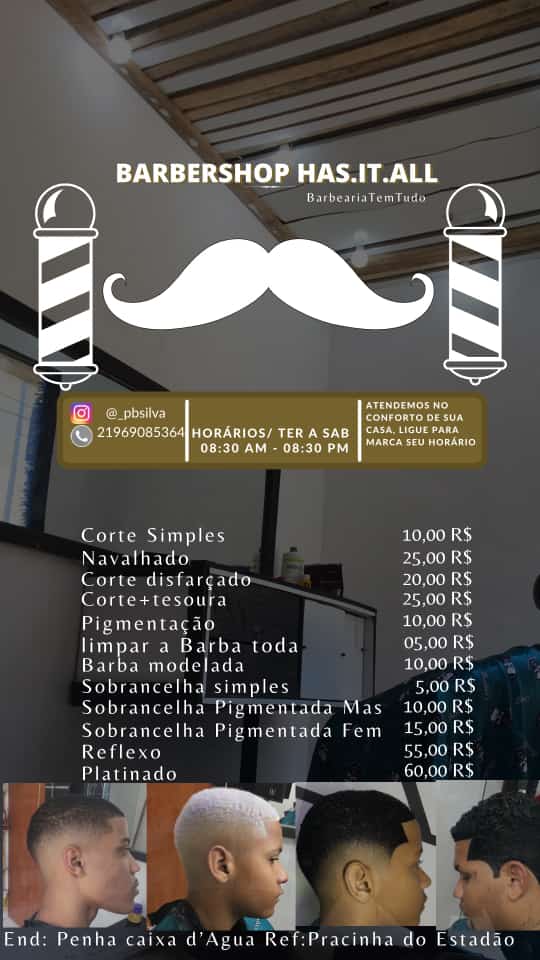 BARBERSHOP HAS.IT.ALL
BarbeariaTemTudo
@_pbsilva
21969085364
HORÁRIOS/ TER A SAB
08:30 AM - 08:30 PM
ATENDEMOS NO
CONFORTO DE SUA
CASA, LIGUE PARA
MARCA SEU HORÁRIO
Corte Simples 10,00 R$
Navalhado 25,00 R$
Corte disfarçado 20,00 R$
Corte+tesoura 25,00 R$
Pigmentação 10,00 R$
limpar a Barba toda 05,00 R$
Barba modelada 10,00 R$
Sobrancelha simples 5,00 R$
Sobrancelha Pigmentada Mas 10,00 R$
Sobrancelha Pigmentada Fem 15,00 R$
Reflexo 55,00 R$
Platinado 60,00 R$
End: Penha caixa d’Agua Ref:Pracinha do Estadão